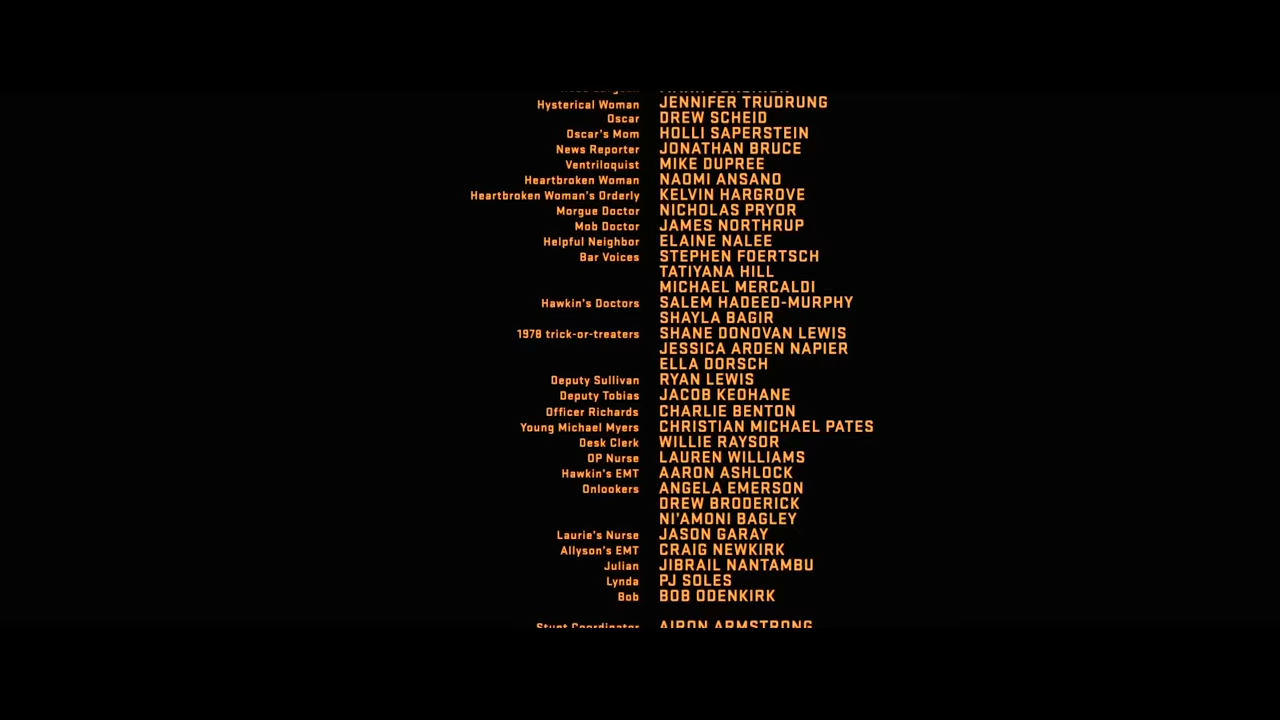 Hysterical Woman JENNIFER TRUDRUNG
Oscar DREW SCHEID
Oscar's Mom HOLLI SAPERSTEIN
News Reporter JONATHAN BRUCE
Ventriloquist MIKE DUPREE
Heartbroken Woman NAOMI ANSANO
Heartbroken Woman's Orderly KELVIN HARGROVE
Morgue Doctor NICHOLAS PRYOR
Mob Doctor JAMES NORTHRUP
Helpful Neighbor ELAINE NALEE
Bar Voices STEPHEN FOERTSCH
TATIYANA HILL
MICHAEL MERCALDI
Hawkin's Doctors SALEM HADEED-MURPHY
SHAYLA BAGIR
1978 trick-or-treaters SHANE DONOVAN LEWIS
JESSICA ARDEN NAPIER
ELLA DORSCH
Deputy Sullivan RYAN LEWIS
Deputy Tobias JACOB KEOHANE
Officer Richards CHARLIE BENTON
Young Michael Myers CHRISTIAN MICHAEL PATES
Desk Clerk WILLIE RAYSOR
OP Nurse LAUREN WILLIAMS
Hawkin's EMT AARON ASHLOCK
Onlookers ANGELA EMERSON
DREW BRODERICK
NI'AMONI BAGLEY
Laurie's Nurse JASON GARAY
Allyson's EMT CRAIG NEWKIRK
Julian JIBRAIL NANTAMBU
Lynda PJ SOLES
Bob BOB ODENKIRK
Stunt Coordinator AIRON ARMSTRONG